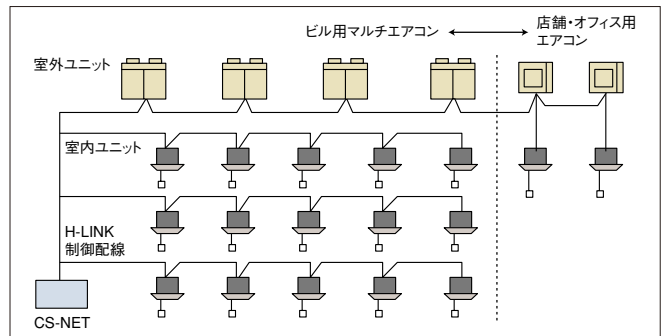 ビル用マルチエアコン
店舗・オフィス用
エアコン
室外ユニット
室内ユニット
H-LINK
制御配線
CS-NET